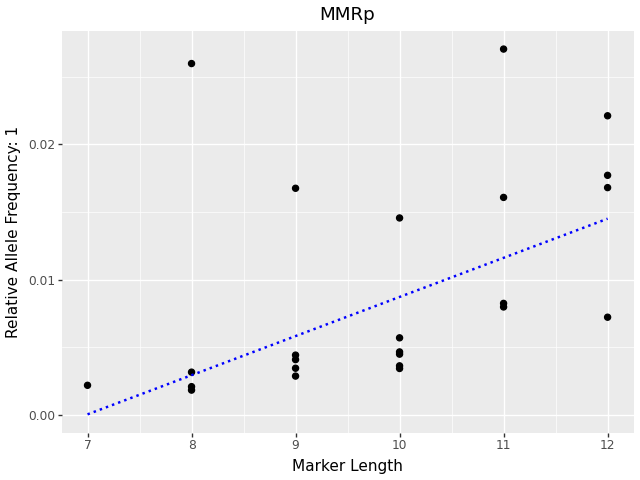 MMRp
Relative Allele Frequency: 1
0.02
0.01
0.00
7 8 9 10 11 12
Marker Length